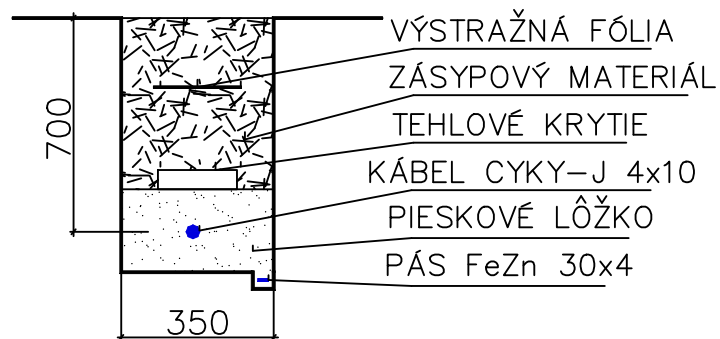 VÝSTRAŽNÁ FÓLIA
ZÁSYPOVÝ MATERIÁL
TEHLOVÉ KRYTIE
KÁBEL CYKY-J 4x10
PIESKOVÉ LÔŽKO
PÁS FeZn 30x4
700
350